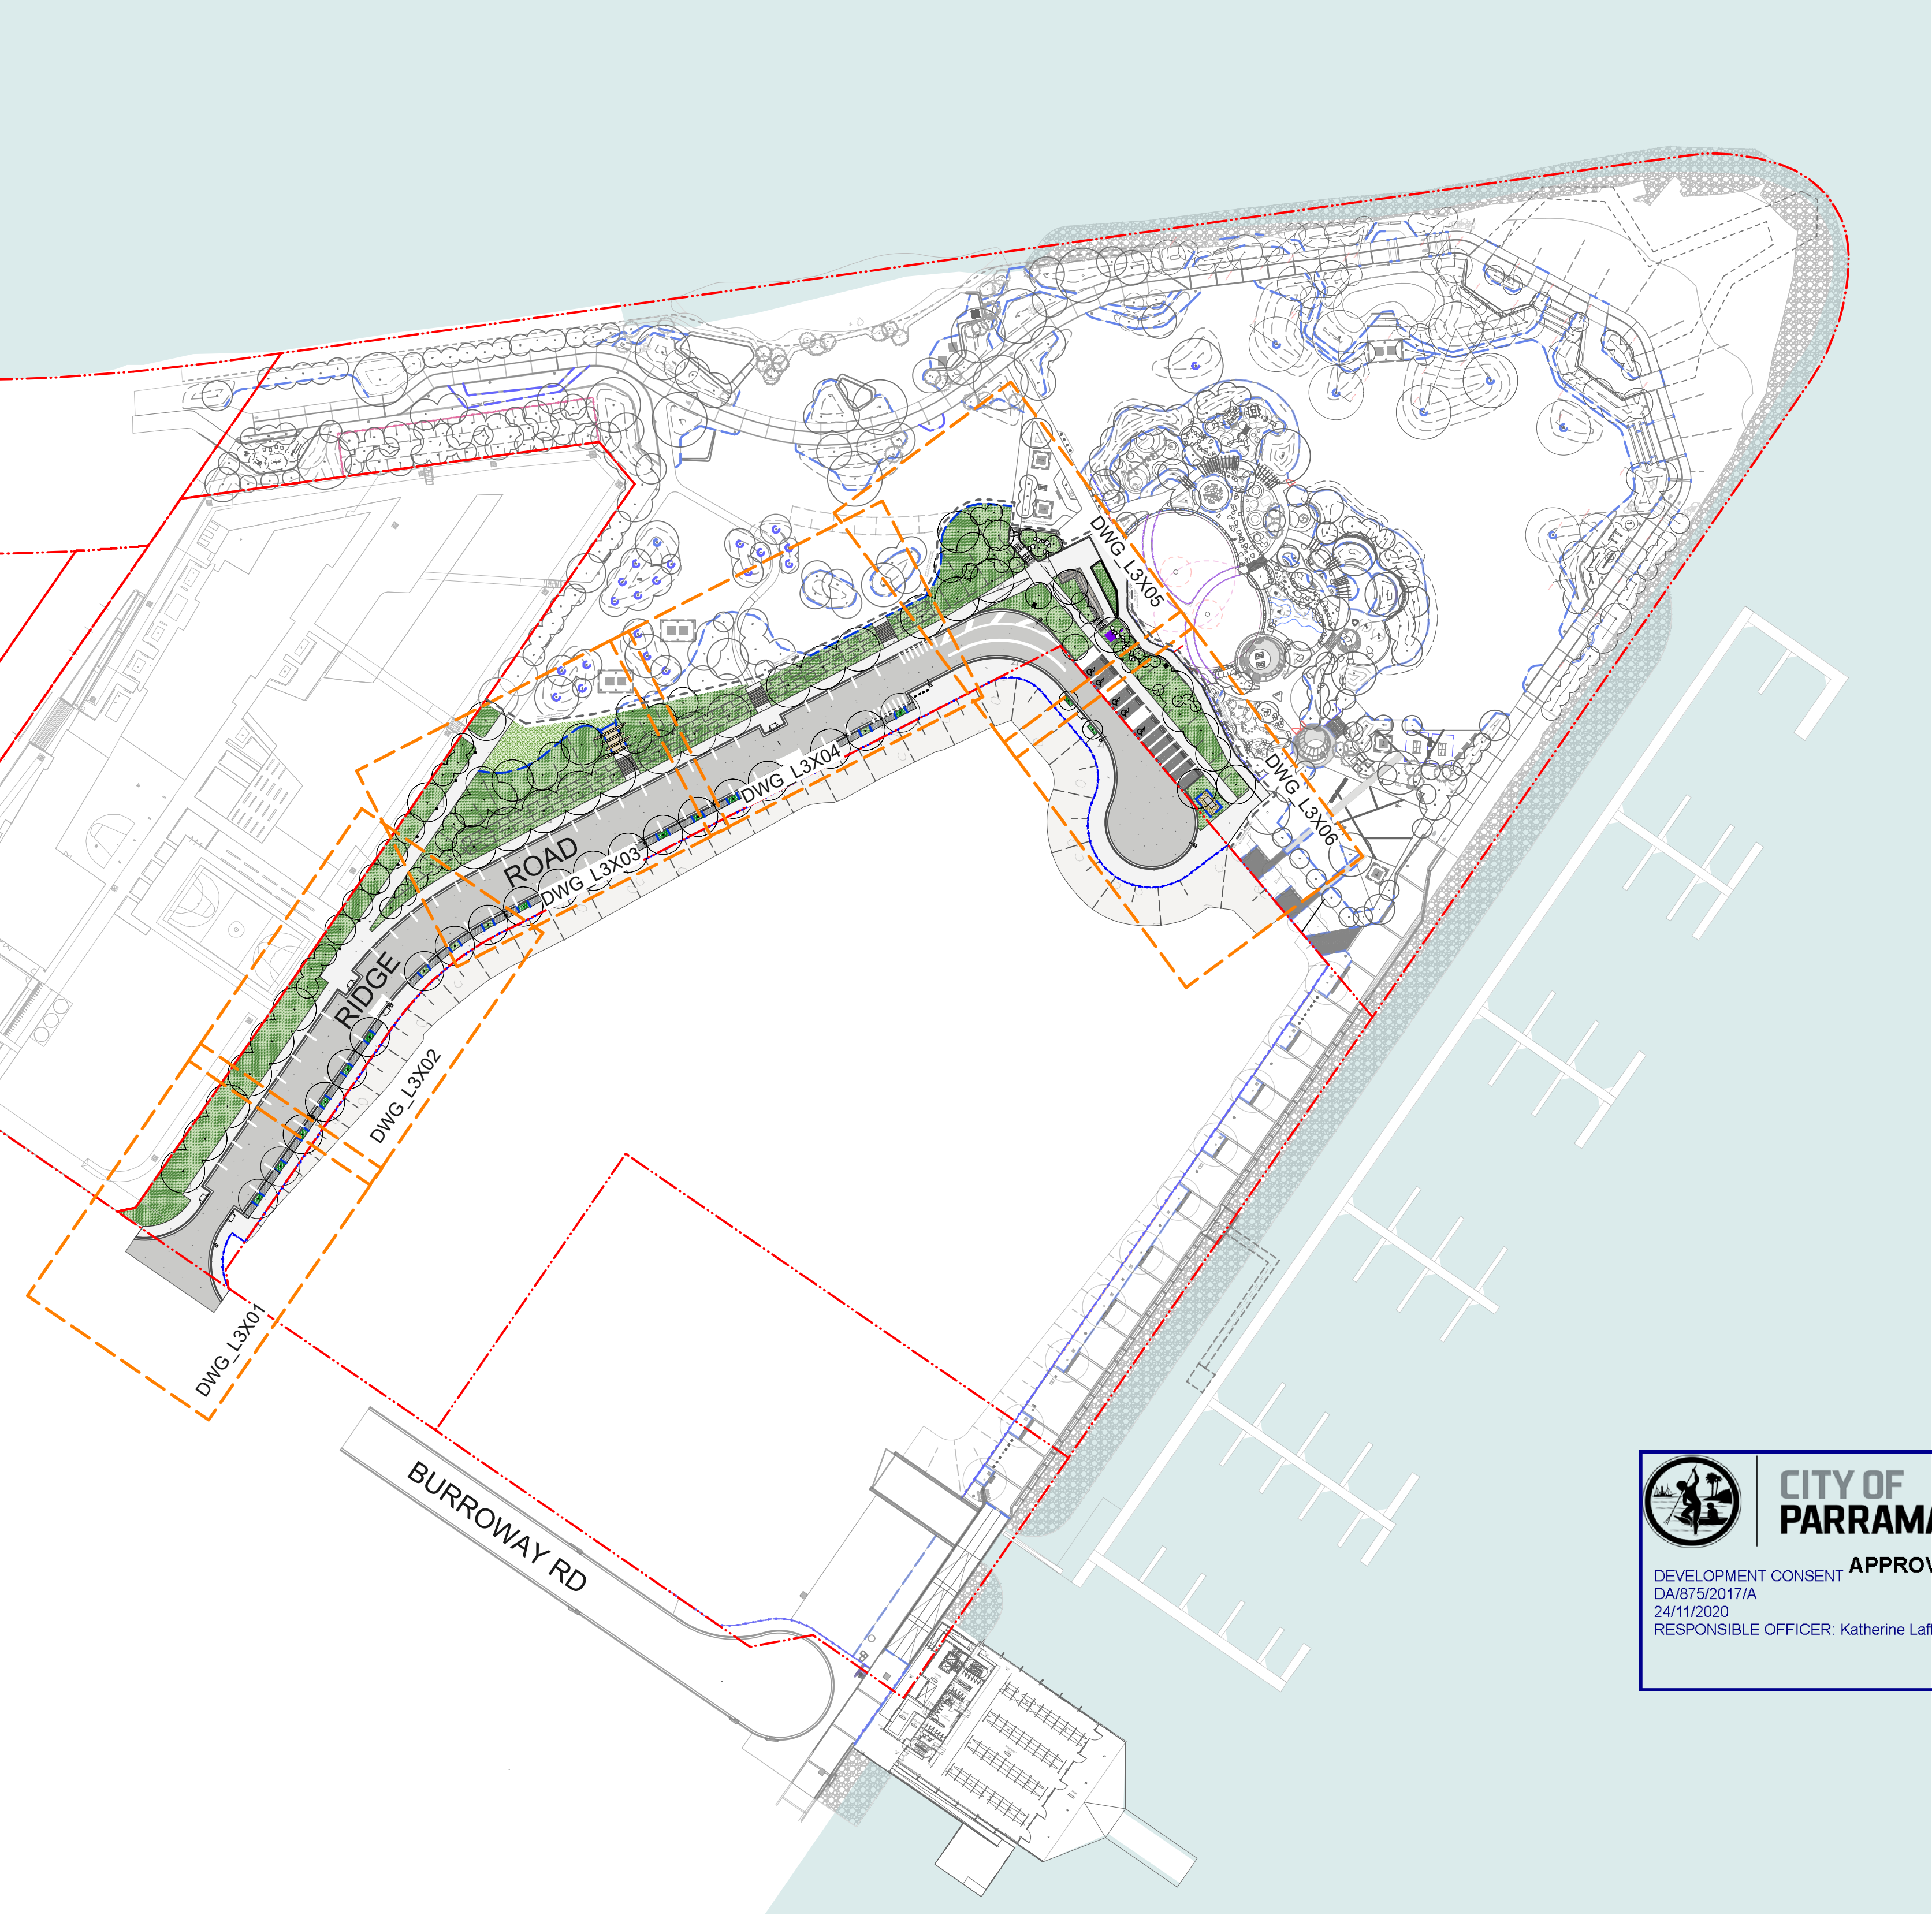 DWG_L3X05
DWG_L3X06
DWG_L3X04
ROAD
DWG_L3X03
RIDGE
DWG_L3X02
DWG_L3X01
BURROWAY RD
CITY OF
PARRAMA
APPROV
DEVELOPMENT CONSENT
DA/875/2017/A
24/11/2020
RESPONSIBLE OFFICER: Katherine Laff